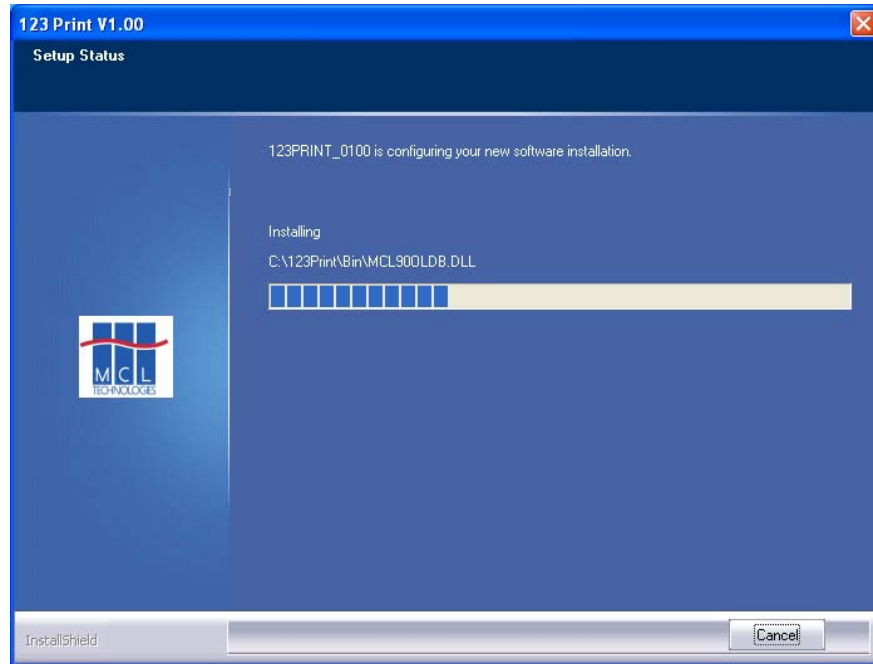 123 Print V1.00
Setup Status
123PRINT_0100 is configuring your new software installation.
Installing
C:\123Print\Bin\MCL90OLDB.DLL
MCL
TECHNOLOGIES
InstallShield
Cancel